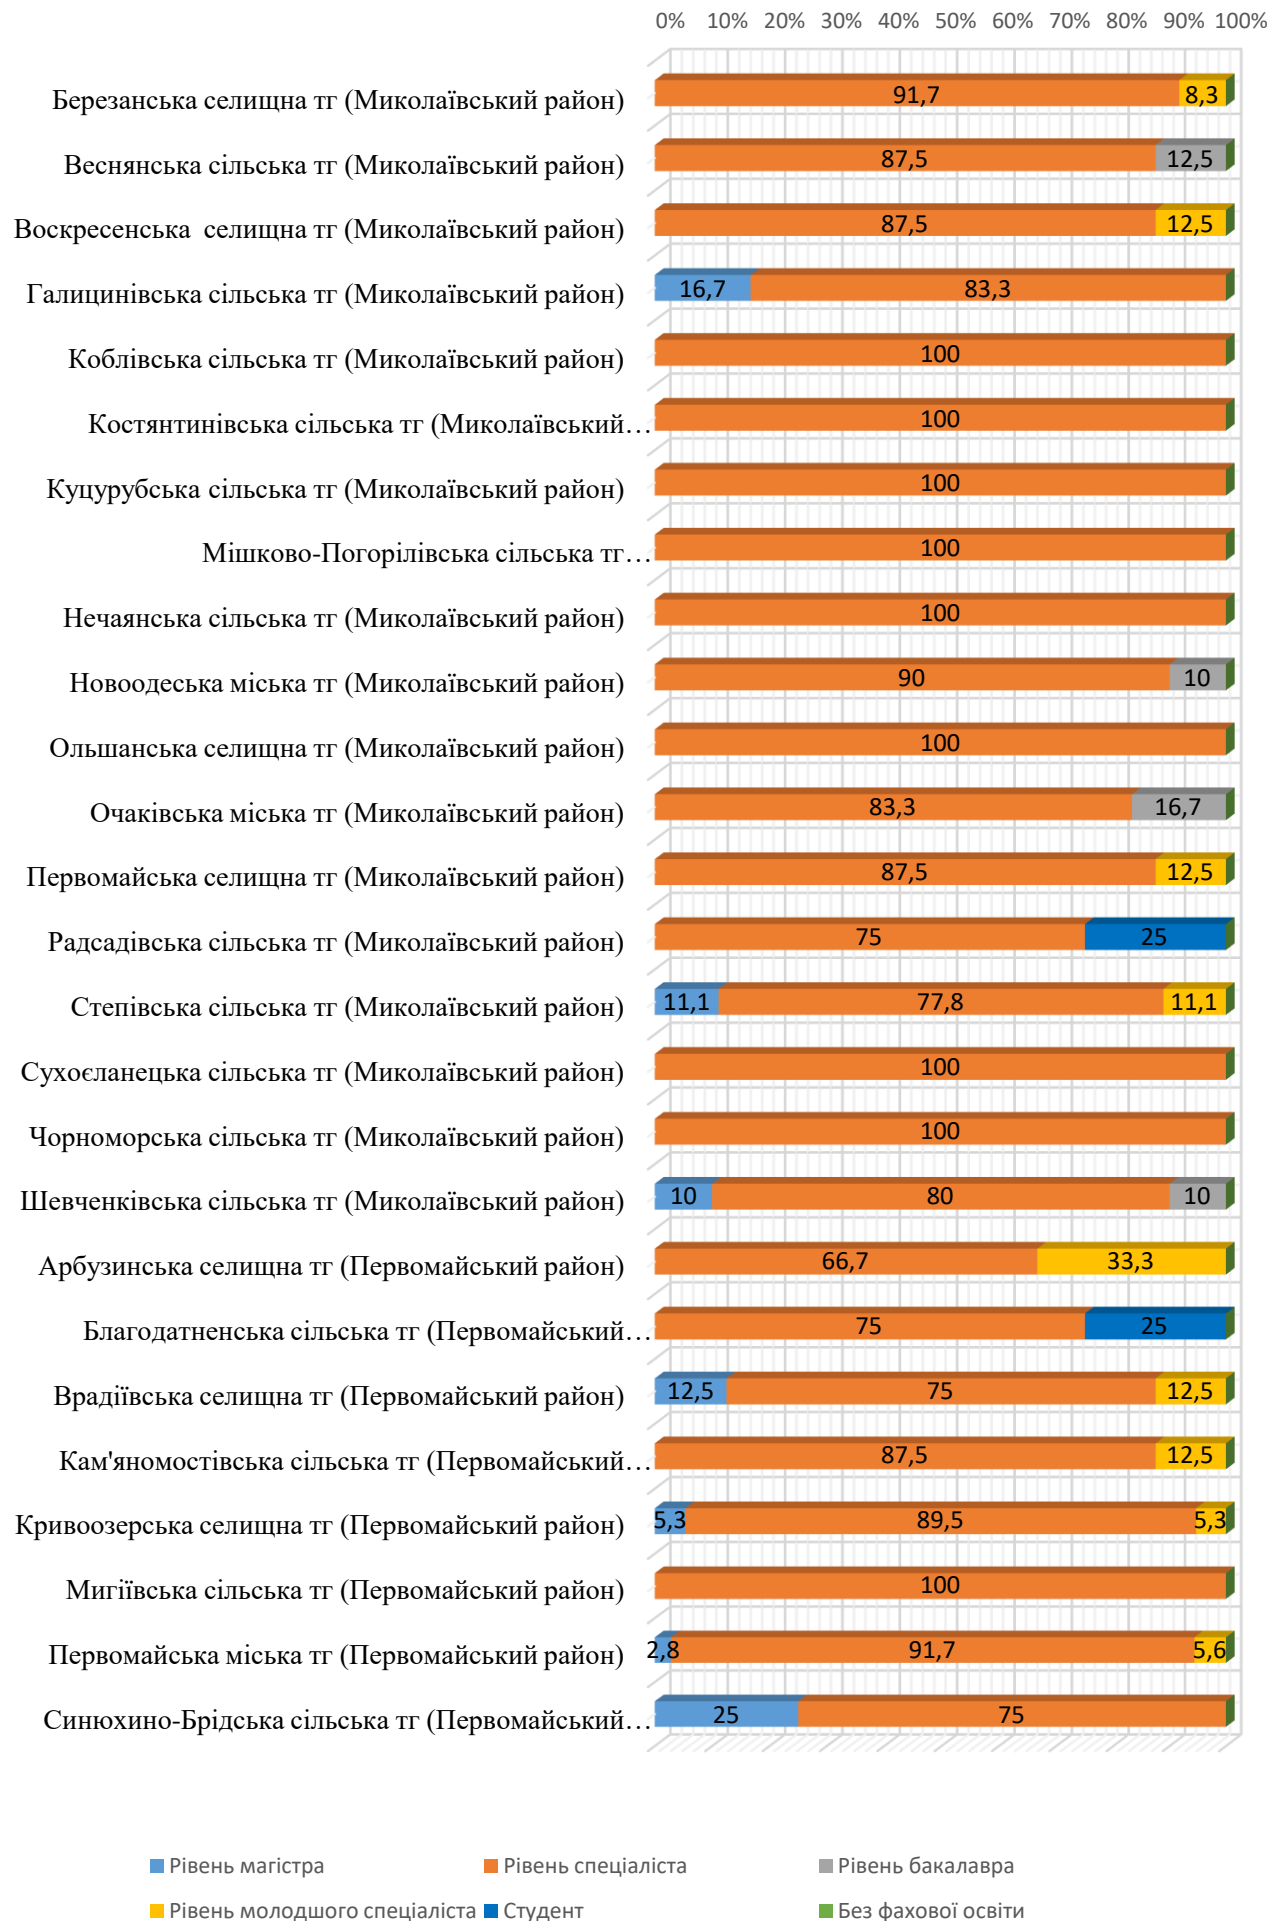 0% 10% 20% 30% 40% 50% 60% 70% 80% 90% 100%
Березанська селищна тг (Миколаївський район) 91,7 8,3
Веснянська сільська тг (Миколаївський район) 87,5 12,5
Воскресенська селищна тг (Миколаївський район) 87,5 12,5
Галицинівська сільська тг (Миколаївський район) 16,7 83,3
Коблівська сільська тг (Миколаївський район) 100
Костянтинівська сільська тг (Миколаївський… 100
Куцурубська сільська тг (Миколаївський район) 100
Мішково-Погорілівська сільська тг… 100
Нечаянська сільська тг (Миколаївський район) 100
Новоодеська міська тг (Миколаївський район) 90 10
Ольшанська селищна тг (Миколаївський район) 100
Очаківська міська тг (Миколаївський район) 83,3 16,7
Первомайська селищна тг (Миколаївський район) 87,5 12,5
Радсадівська сільська тг (Миколаївський район) 75 25
Степівська сільська тг (Миколаївський район) 11,1 77,8 11,1
Сухоєланецька сільська тг (Миколаївський район) 100
Чорноморська сільська тг (Миколаївський район) 100
Шевченківська сільська тг (Миколаївський район) 10 80 10
Арбузинська селищна тг (Первомайський район) 66,7 33,3
Благодатненська сільська тг (Первомайський… 75 25
Врадіївська селищна тг (Первомайський район) 12,5 75 12,5
Кам'яномостівська сільська тг (Первомайський… 87,5 12,5
Кривоозерська селищна тг (Первомайський район) 5,3 89,5 5,3
Мигіївська сільська тг (Первомайський район) 100
Первомайська міська тг (Первомайський район) 2,8 91,7 5,6
Синюхино-Брідська сільська тг (Первомайський… 25 75
Рівень магістра Рівень спеціаліста Рівень бакалавра
Рівень молодшого спеціаліста Студент Без фахової освіти